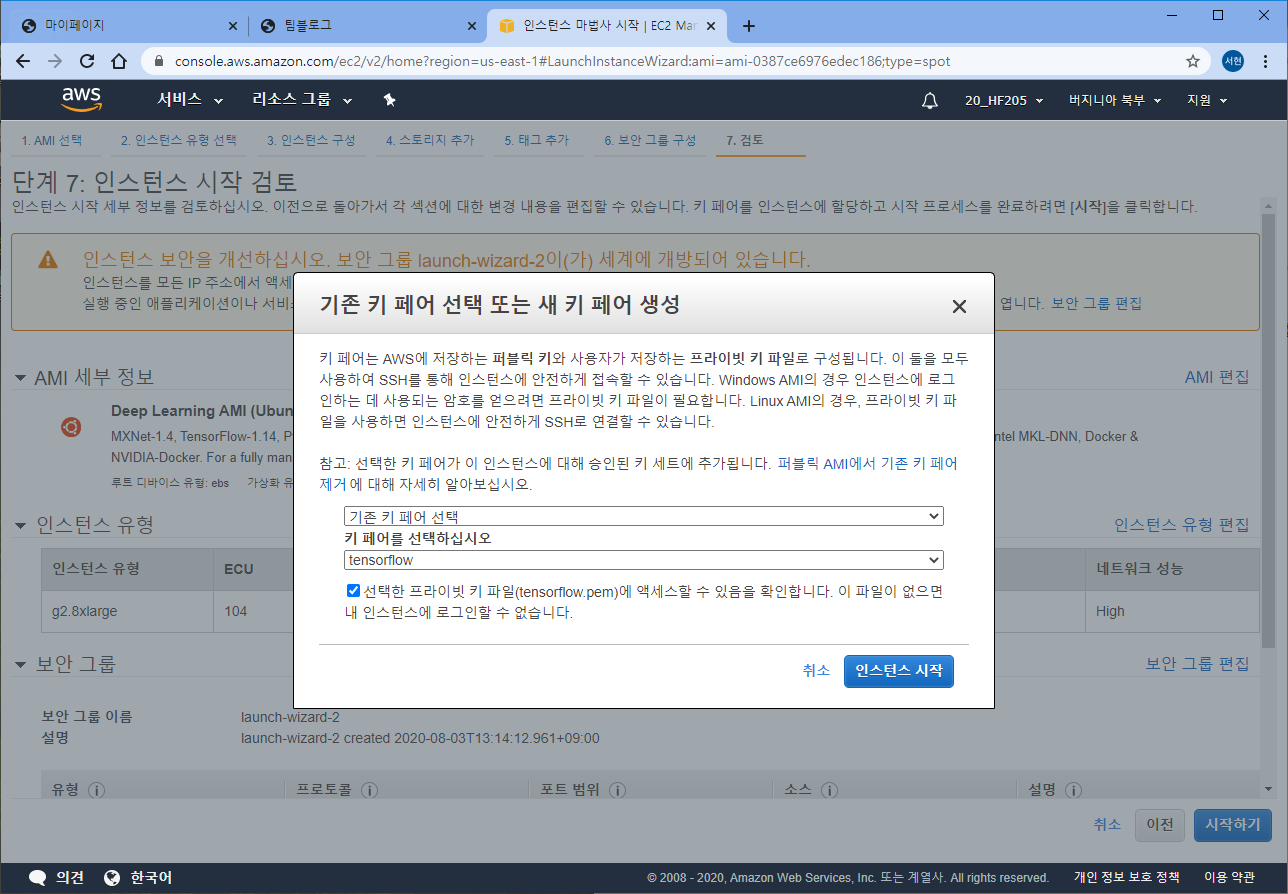 마이페이지
팀블로그
인스턴스 마법사 시작 | EC2 Mar
console.aws.amazon.com/ec2/v2/home?region=us-east-1#LaunchInstanceWizard:ami=ami-0387ce6976edec186;type=spot
서현
aws 서비스 리소스 그룹 20_HF205 버지니아 북부 지원
1. AMI 선택 2. 인스턴스 유형 선택 3. 인스턴스 구성 4. 스토리지 추가 5. 태그 추가 6. 보안 그룹 구성 7. 검토
단계 7: 인스턴스 시작 검토
인스턴스 시작 세부 정보를 검토하십시오. 이전으로 돌아가서 각 섹션에 대한 변경 내용을 편집할 수 있습니다. 키 페어를 인스턴스에 할당하고 시작 프로세스를 완료하려면 [시작]을 클릭합니다.
인스턴스 보안을 개선하십시오. 보안 그룹 launch-wizard-2이(가) 세계에 개방되어 있습니다.
인스턴스를 모든 IP 주소에서 액세
실행 중인 애플리케이션이나 서비 엽니다. 보안 그룹 편집
기존 키 페어 선택 또는 새 키 페어 생성
키 페어는 AWS에 저장하는 퍼블릭 키와 사용자가 저장하는 프라이빗 키 파일로 구성됩니다. 이 둘을 모두
사용하여 SSH를 통해 인스턴스에 안전하게 접속할 수 있습니다. Windows AMI의 경우 인스턴스에 로그
인하는 데 사용되는 암호를 얻으려면 프라이빗 키 파일이 필요합니다. Linux AMI의 경우, 프라이빗 키 파
일을 사용하면 인스턴스에 안전하게 SSH로 연결할 수 있습니다.
참고: 선택한 키 페어가 이 인스턴스에 대해 승인된 키 세트에 추가됩니다. 퍼블릭 AMI에서 기존 키 페어
제거 에 대해 자세히 알아보십시오.
기존 키 페어 선택
키 페어를 선택하십시오
tensorflow
선택한 프라이빗 키 파일(tensorflow.pem)에 액세스할 수 있음을 확인합니다. 이 파일이 없으면
내 인스턴스에 로그인할 수 없습니다.
취소 인스턴스 시작
AMI 세부 정보 AMI 편집
Deep Learning AMI (Ubun
MXNet-1.4, TensorFlow-1.14, P ntel MKL-DNN, Docker &
NVIDIA-Docker. For a fully man
루트 디바이스 유형: ebs 가상화 유
인스턴스 유형 인스턴스 유형 편집
인스턴스 유형 ECU 네트워크 성능
g2.8xlarge 104 High
보안 그룹 보안 그룹 편집
보안 그룹 이름 launch-wizard-2
설명 launch-wizard-2 created 2020-08-03T13:14:12.961+09:00
유형 프로토콜 포트 범위 소스 설명
취소 이전 시작하기
의견 한국어 © 2008 - 2020, Amazon Web Services, Inc. 또는 계열사. All rights reserved. 개인 정보 보호 정책 이용 약관